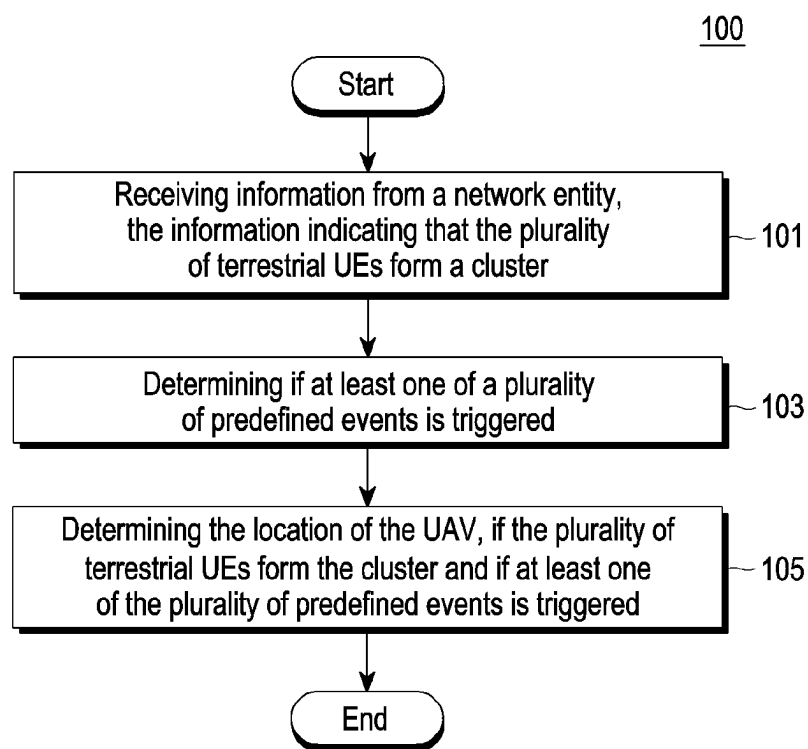 100
Start
Receiving information from a network entity,
the information indicating that the plurality
of terrestrial UEs form a cluster
101
Determining if at least one of a plurality
of predefined events is triggered
103
Determining the location of the UAV, if the plurality of
terrestrial UEs form the cluster and if at least one
of the plurality of predefined events is triggered
105
End